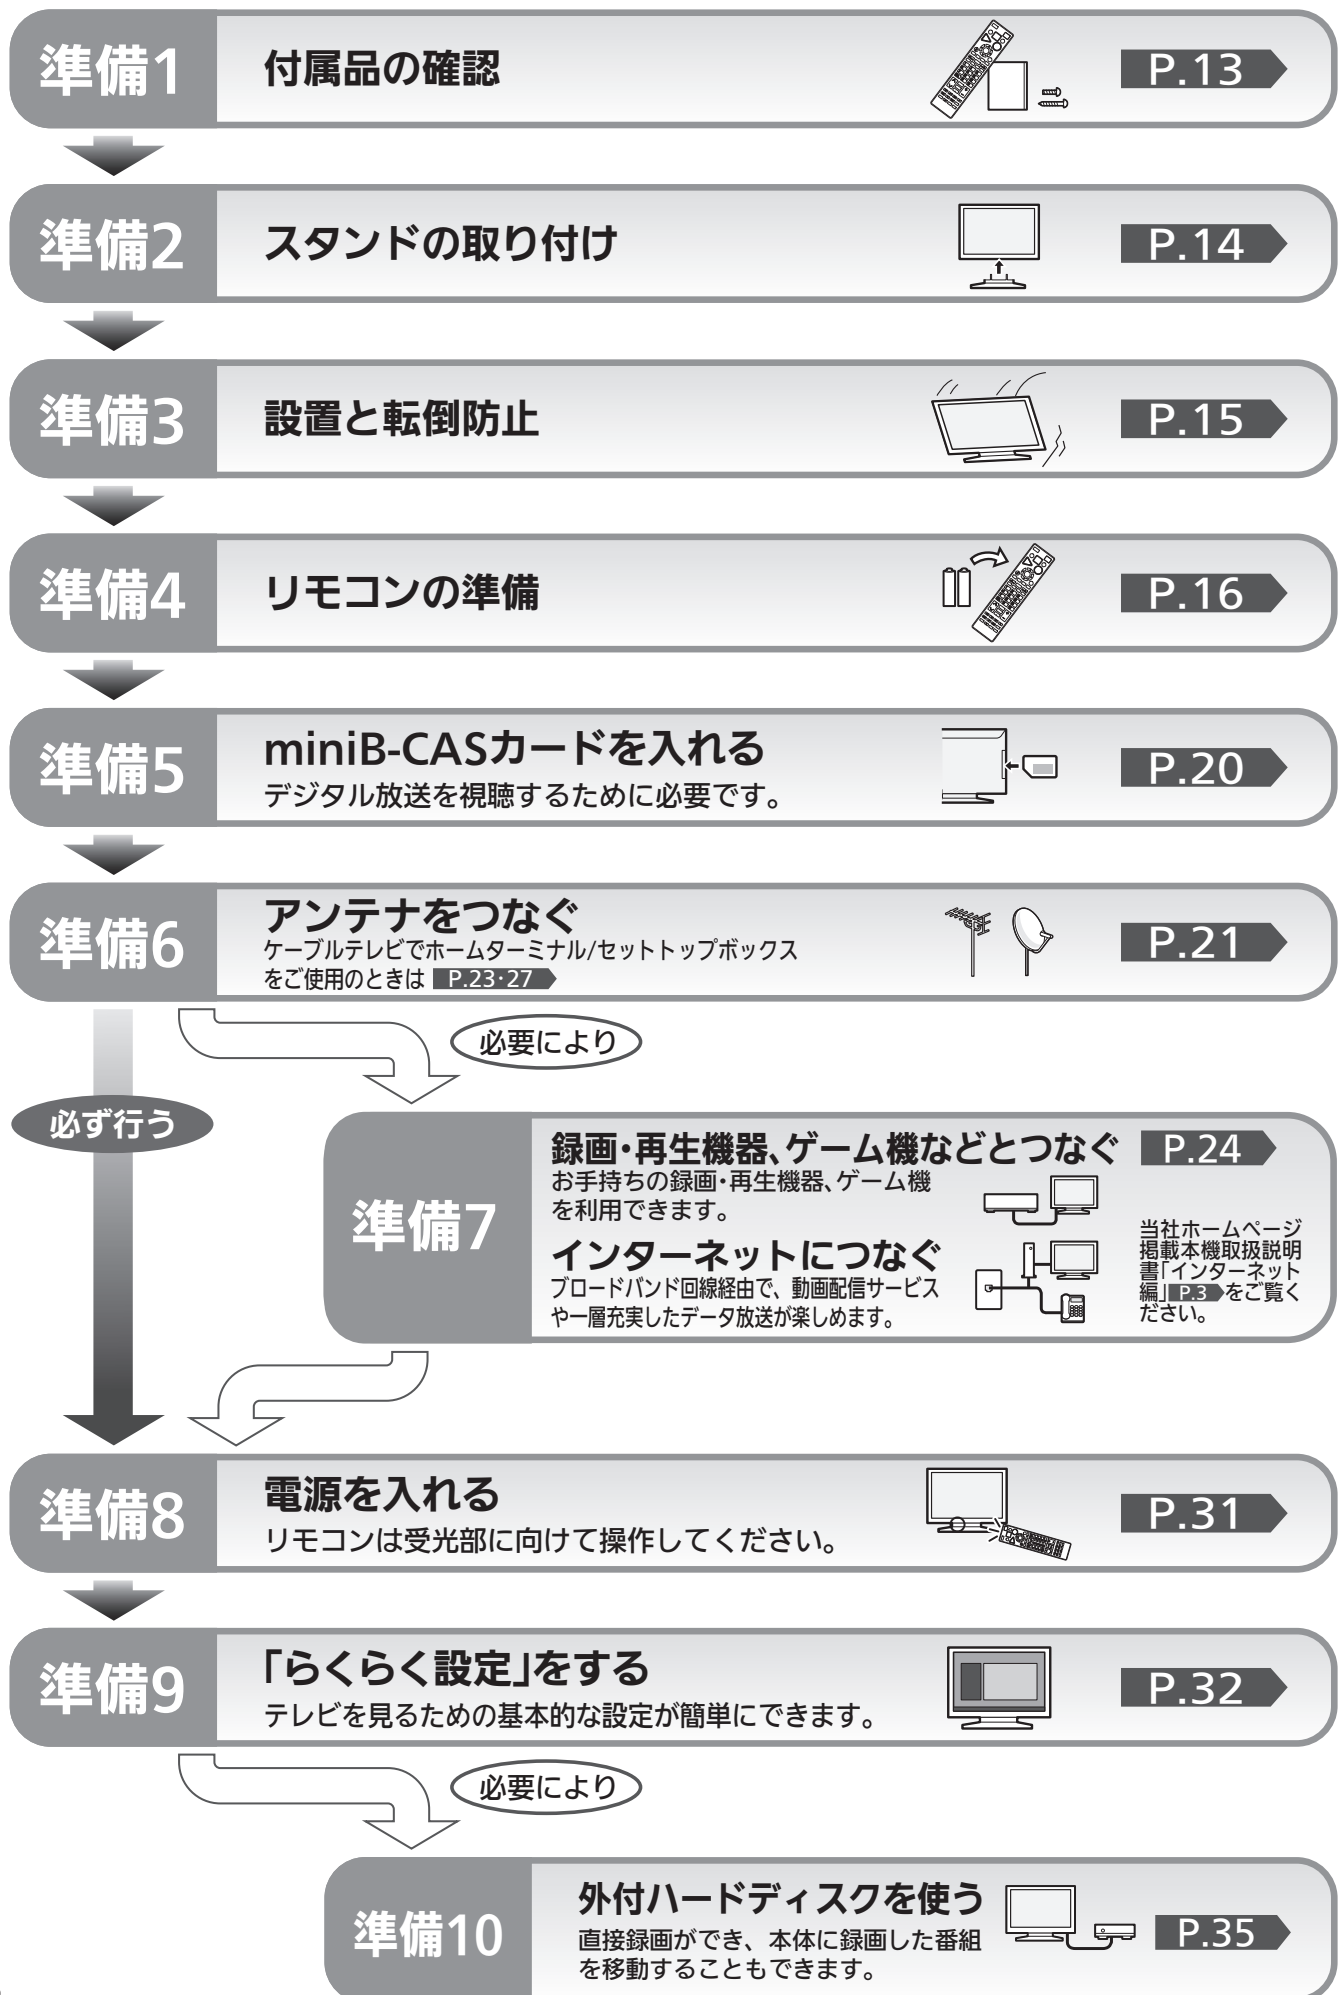 準備1
付属品の確認
P.13
準備2
スタンドの取り付け
P.14
準備3
設置と転倒防止
P.15
準備4
リモコンの準備
P.16
準備5
miniB-CASカードを入れる
デジタル放送を視聴するために必要です。
P.20
準備6
アンテナをつなぐ
ケーブルテレビでホームターミナル/セットトップボックス
をご使用のときは P.23・27
P.21
必要により
必ず行う
準備7
録画・再生機器、ゲーム機などとつなぐ P.24
お手持ちの録画・再生機器、ゲーム機
を利用できます。
インターネットにつなぐ
ブロードバンド回線経由で、動画配信サービス
や一層充実したデータ放送が楽しめます。
当社ホームページ
掲載本機取扱説明
書「インターネット
編」P.3をご覧く
ださい。
準備8
電源を入れる
リモコンは受光部に向けて操作してください。
P.31
準備9
「らくらく設定」をする
テレビを見るための基本的な設定が簡単にできます。
P.32
必要により
準備10
外付ハードディスクを使う
直接録画ができ、本体に録画した番組
を移動することもできます。
P.35